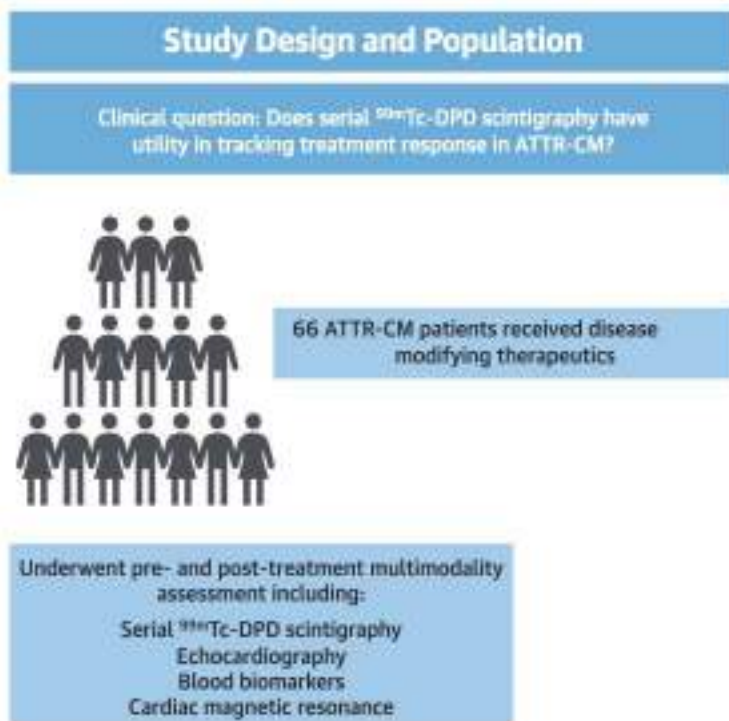 Study Design and Population
Clinical question: Does serial ⁹⁹ᵐTc-DPD scintigraphy have
utility in tracking treatment response in ATTR-CM?
66 ATTR-CM patients received disease
modifying therapeutics
Underwent pre- and post-treatment multimodality
assessment including:
Serial ⁹⁹ᵐTc-DPD scintigraphy
Echocardiography
Blood biomarkers
Cardiac magnetic resonance